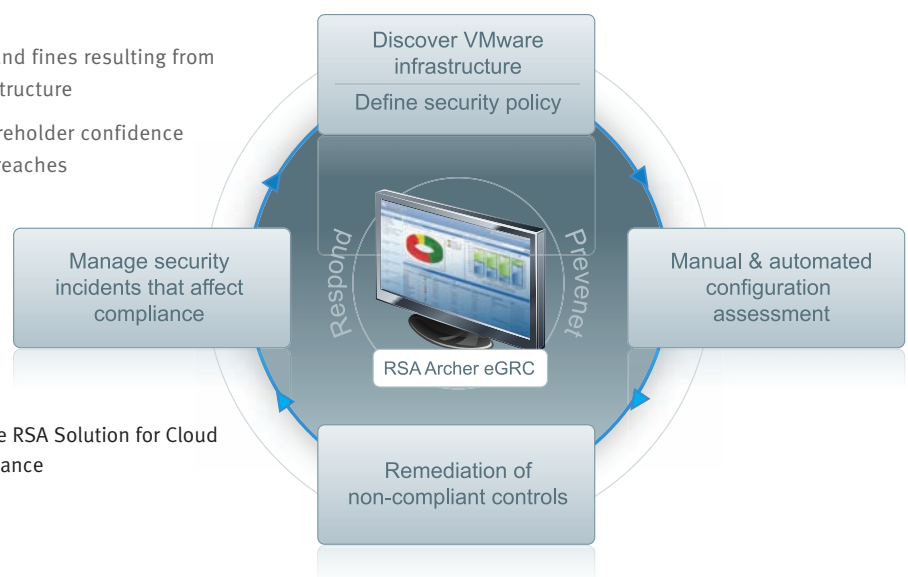 and fines resulting from
tructure
reholder confidence
reaches
Discover VMware
infrastructure
Define security policy
Manage security
incidents that affect
compliance
Respond
Prevenet
Manual & automated
configuration
assessment
RSA Archer eGRC
e RSA Solution for Cloud
ance
Remediation of
non-compliant controls